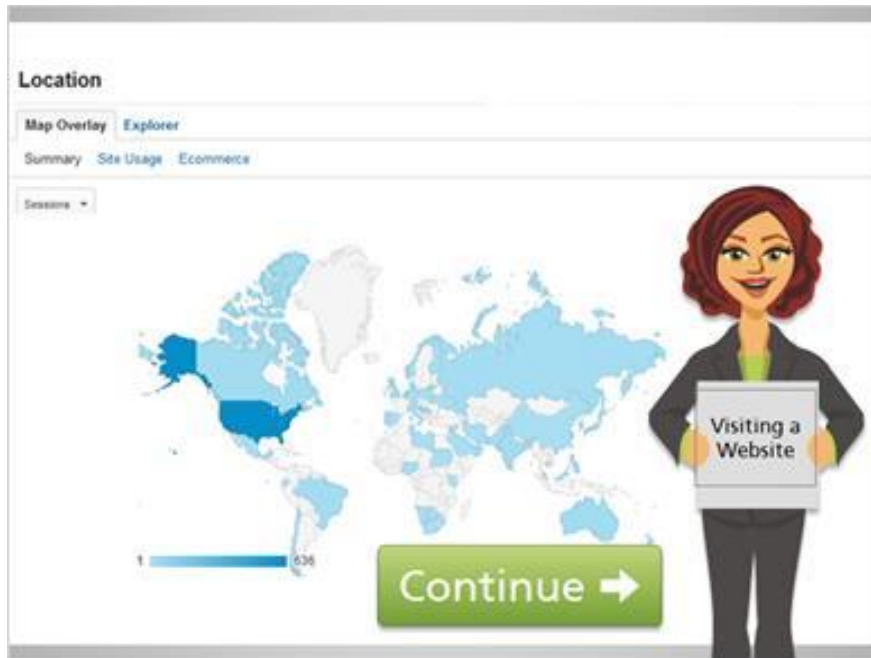 Location
Map Overlay Explorer
Summary Site Usage Ecommerce
Sessions
Visiting a
Website
1 636
Continue